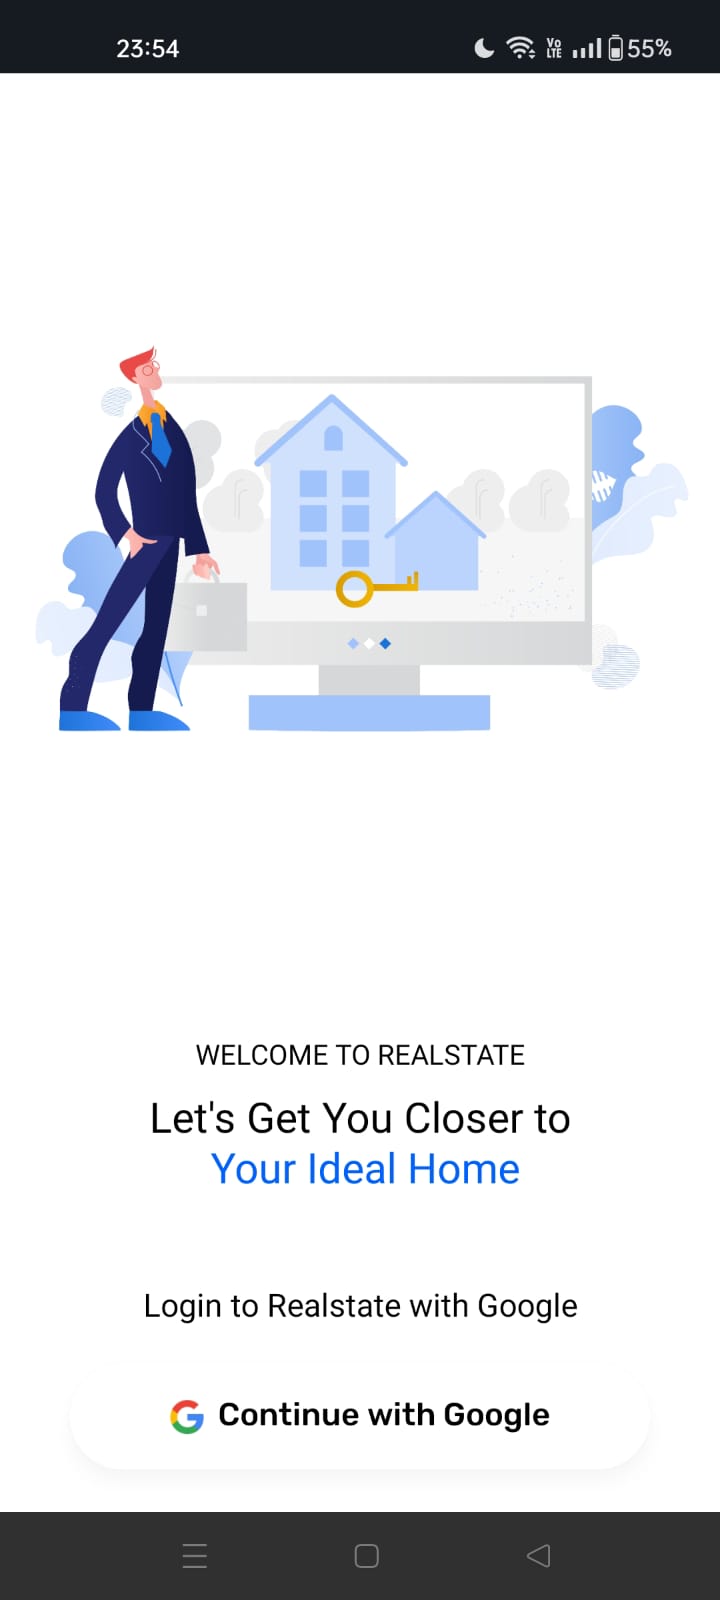 23:54
Vo
LTE
55%
WELCOME TO REALSTATE
Let's Get You Closer to
Your Ideal Home
Login to Realstate with Google
Continue with Google